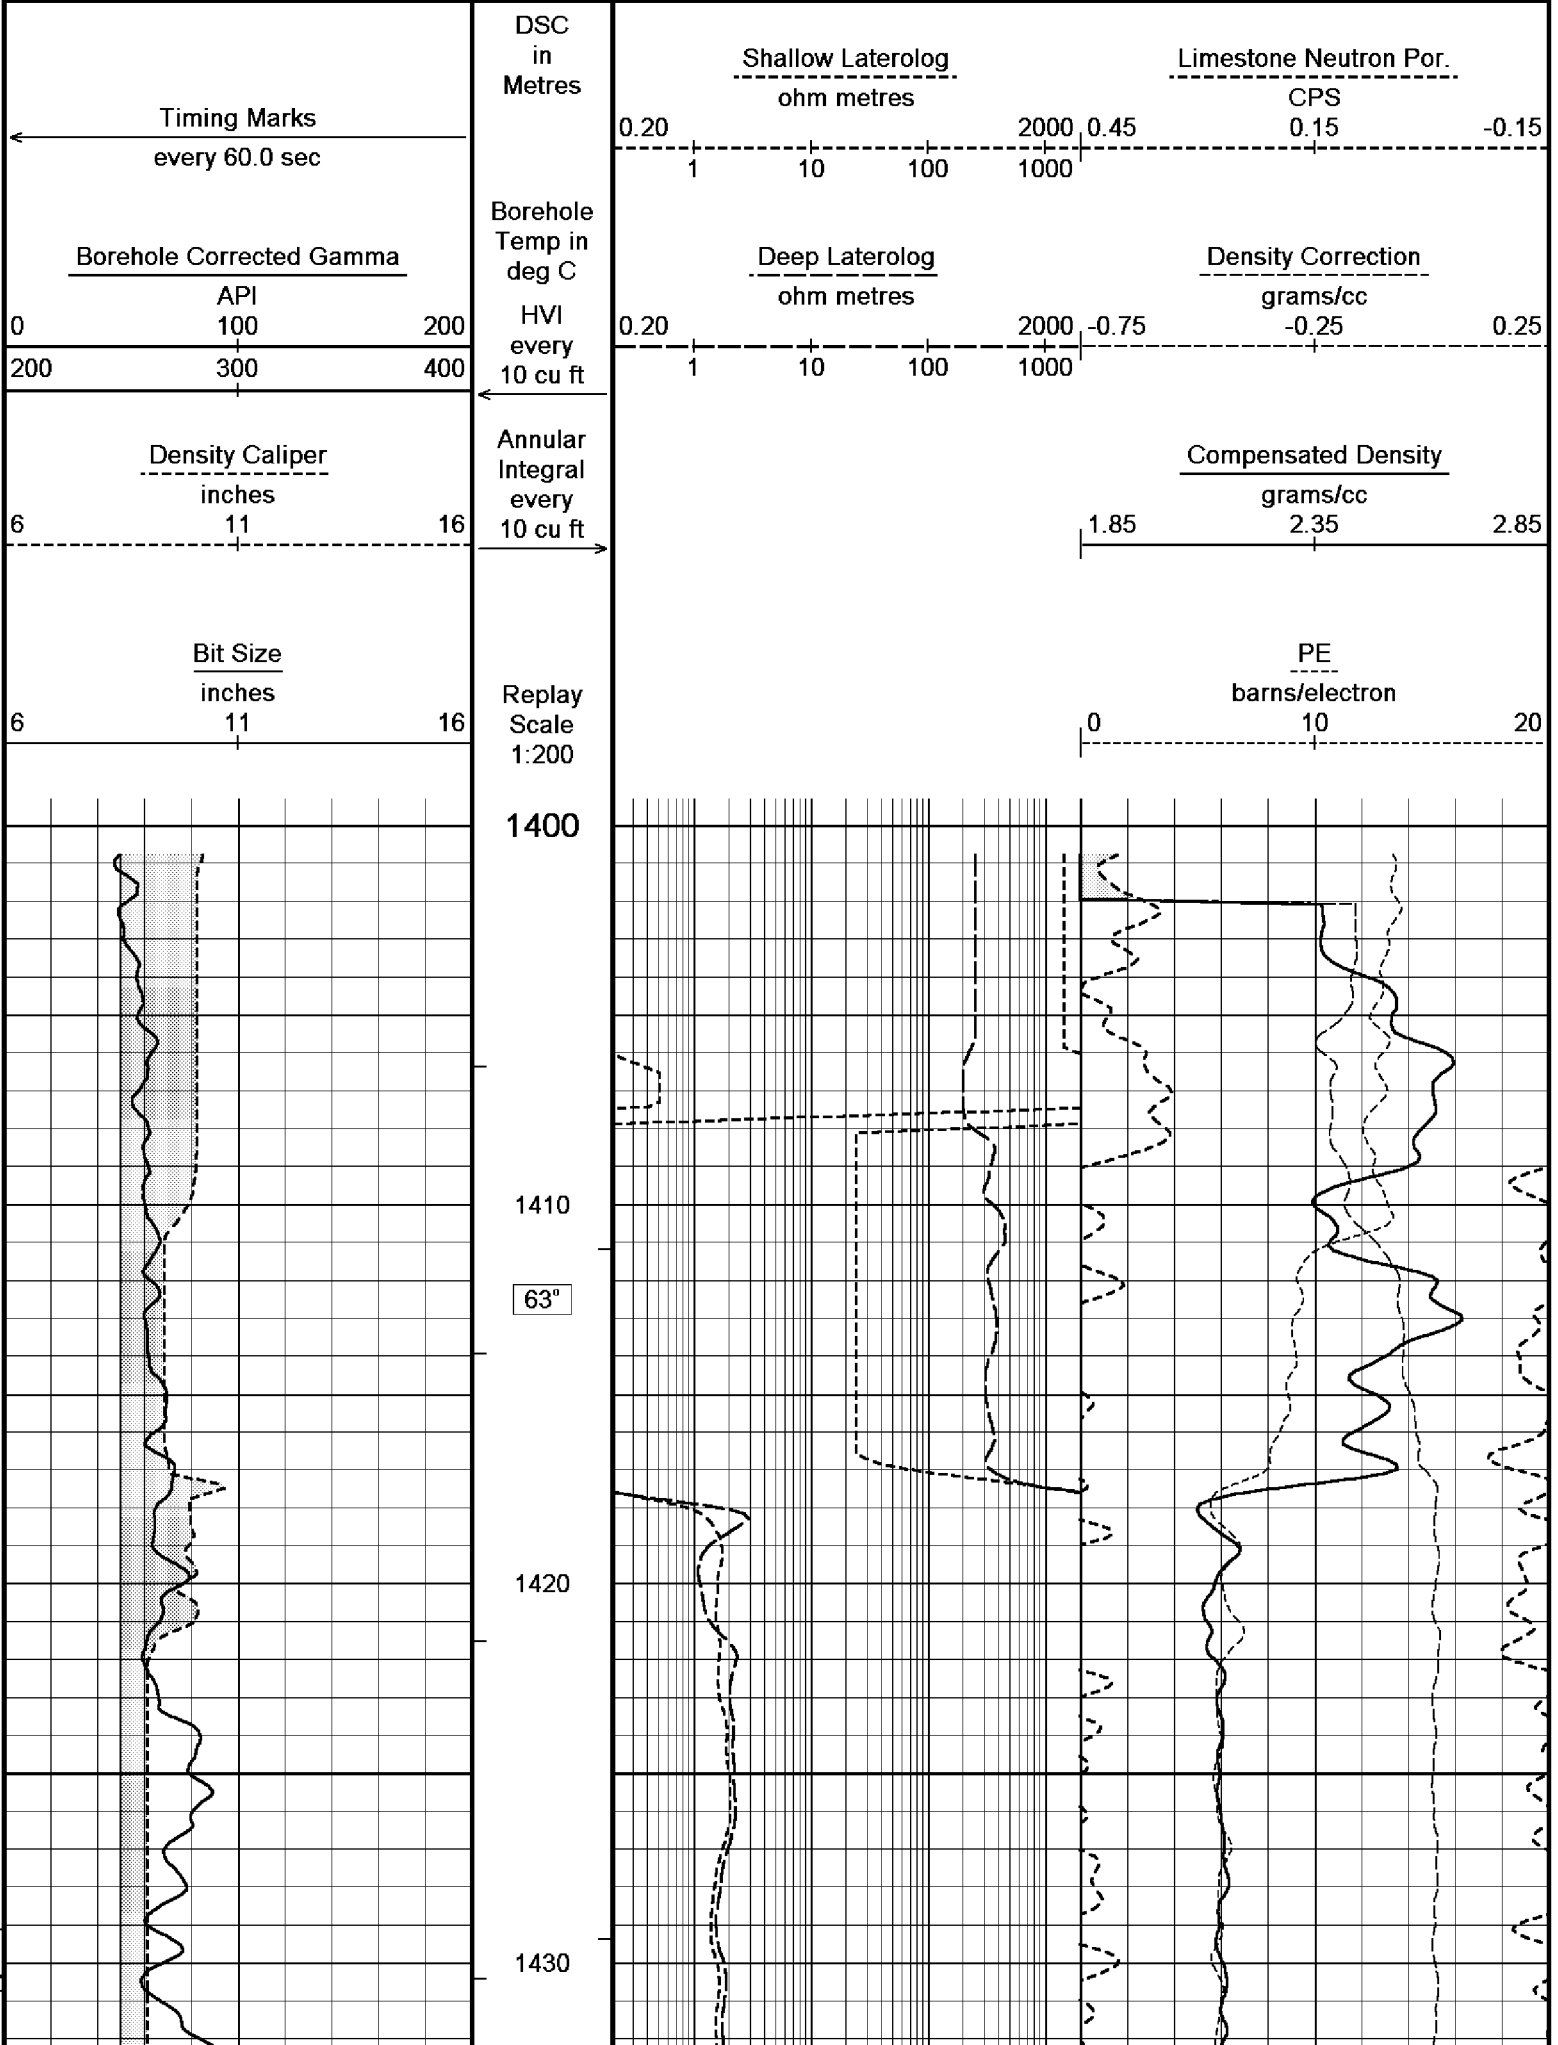 Timing Marks
every 60.0 sec
Borehole Corrected Gamma
API
0 100 200
200 300 400
Density Caliper
inches
6 11 16
Bit Size
inches
6 11 16
DSC
in
Metres
Borehole
Temp in
deg C
HVI
every
10 cu ft
Annular
Integral
every
10 cu ft
Replay
Scale
1:200
Shallow Laterolog
ohm metres
0.20 2000
1 10 100 1000
Deep Laterolog
ohm metres
0.20 2000
1 10 100 1000
Limestone Neutron Por.
CPS
0.45 0.15 -0.15
Density Correction
grams/cc
-0.75 -0.25 0.25
Compensated Density
grams/cc
1.85 2.35 2.85
PE
barns/electron
0 10 20
1400
1410
63°
1420
1430